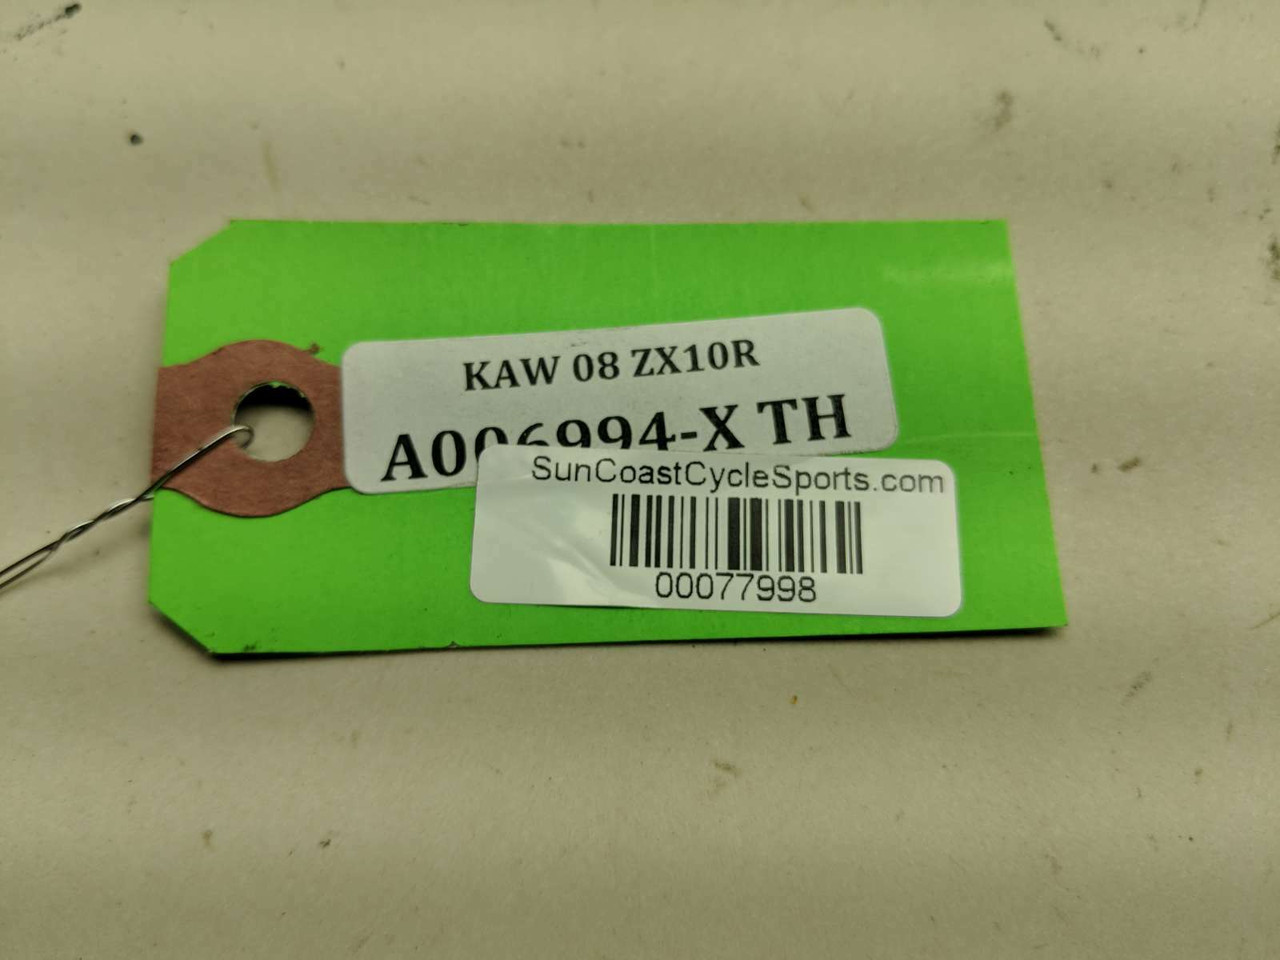 KAW 08 ZX10R
A006994-X TH
SunCoastCycleSports.com
00077998